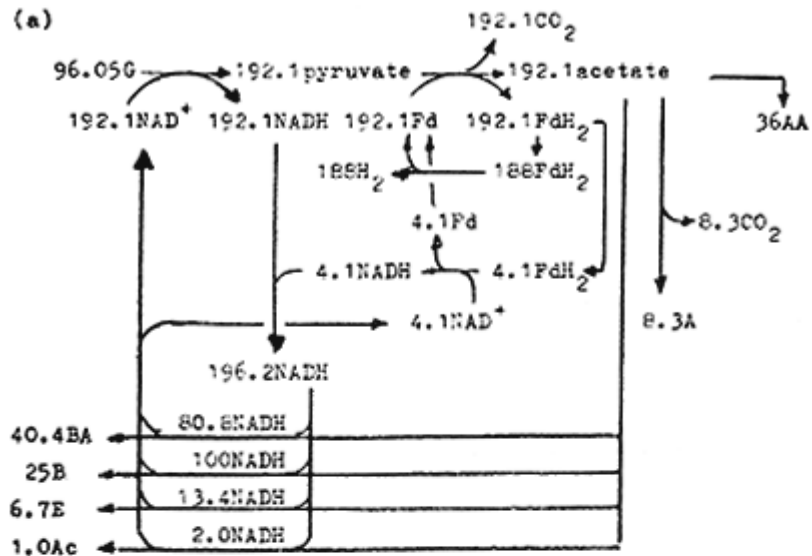 (a)
192.1CO₂
96.05G 192.1pyruvate 192.1acetate
192.1NAD⁺ 192.1NADH 192.1Fd 192.1FdH₂ 36AA
188H₂ 188FdH₂
4.1Fd 8.3CO₂
4.1NADH 4.1FdH₂
4.1NAD⁺ 8.3A
196.2NADH
80.8NADH
40.4BA
100NADH
25B
13.4NADH
6.7E
2.0NADH
1.0Ac